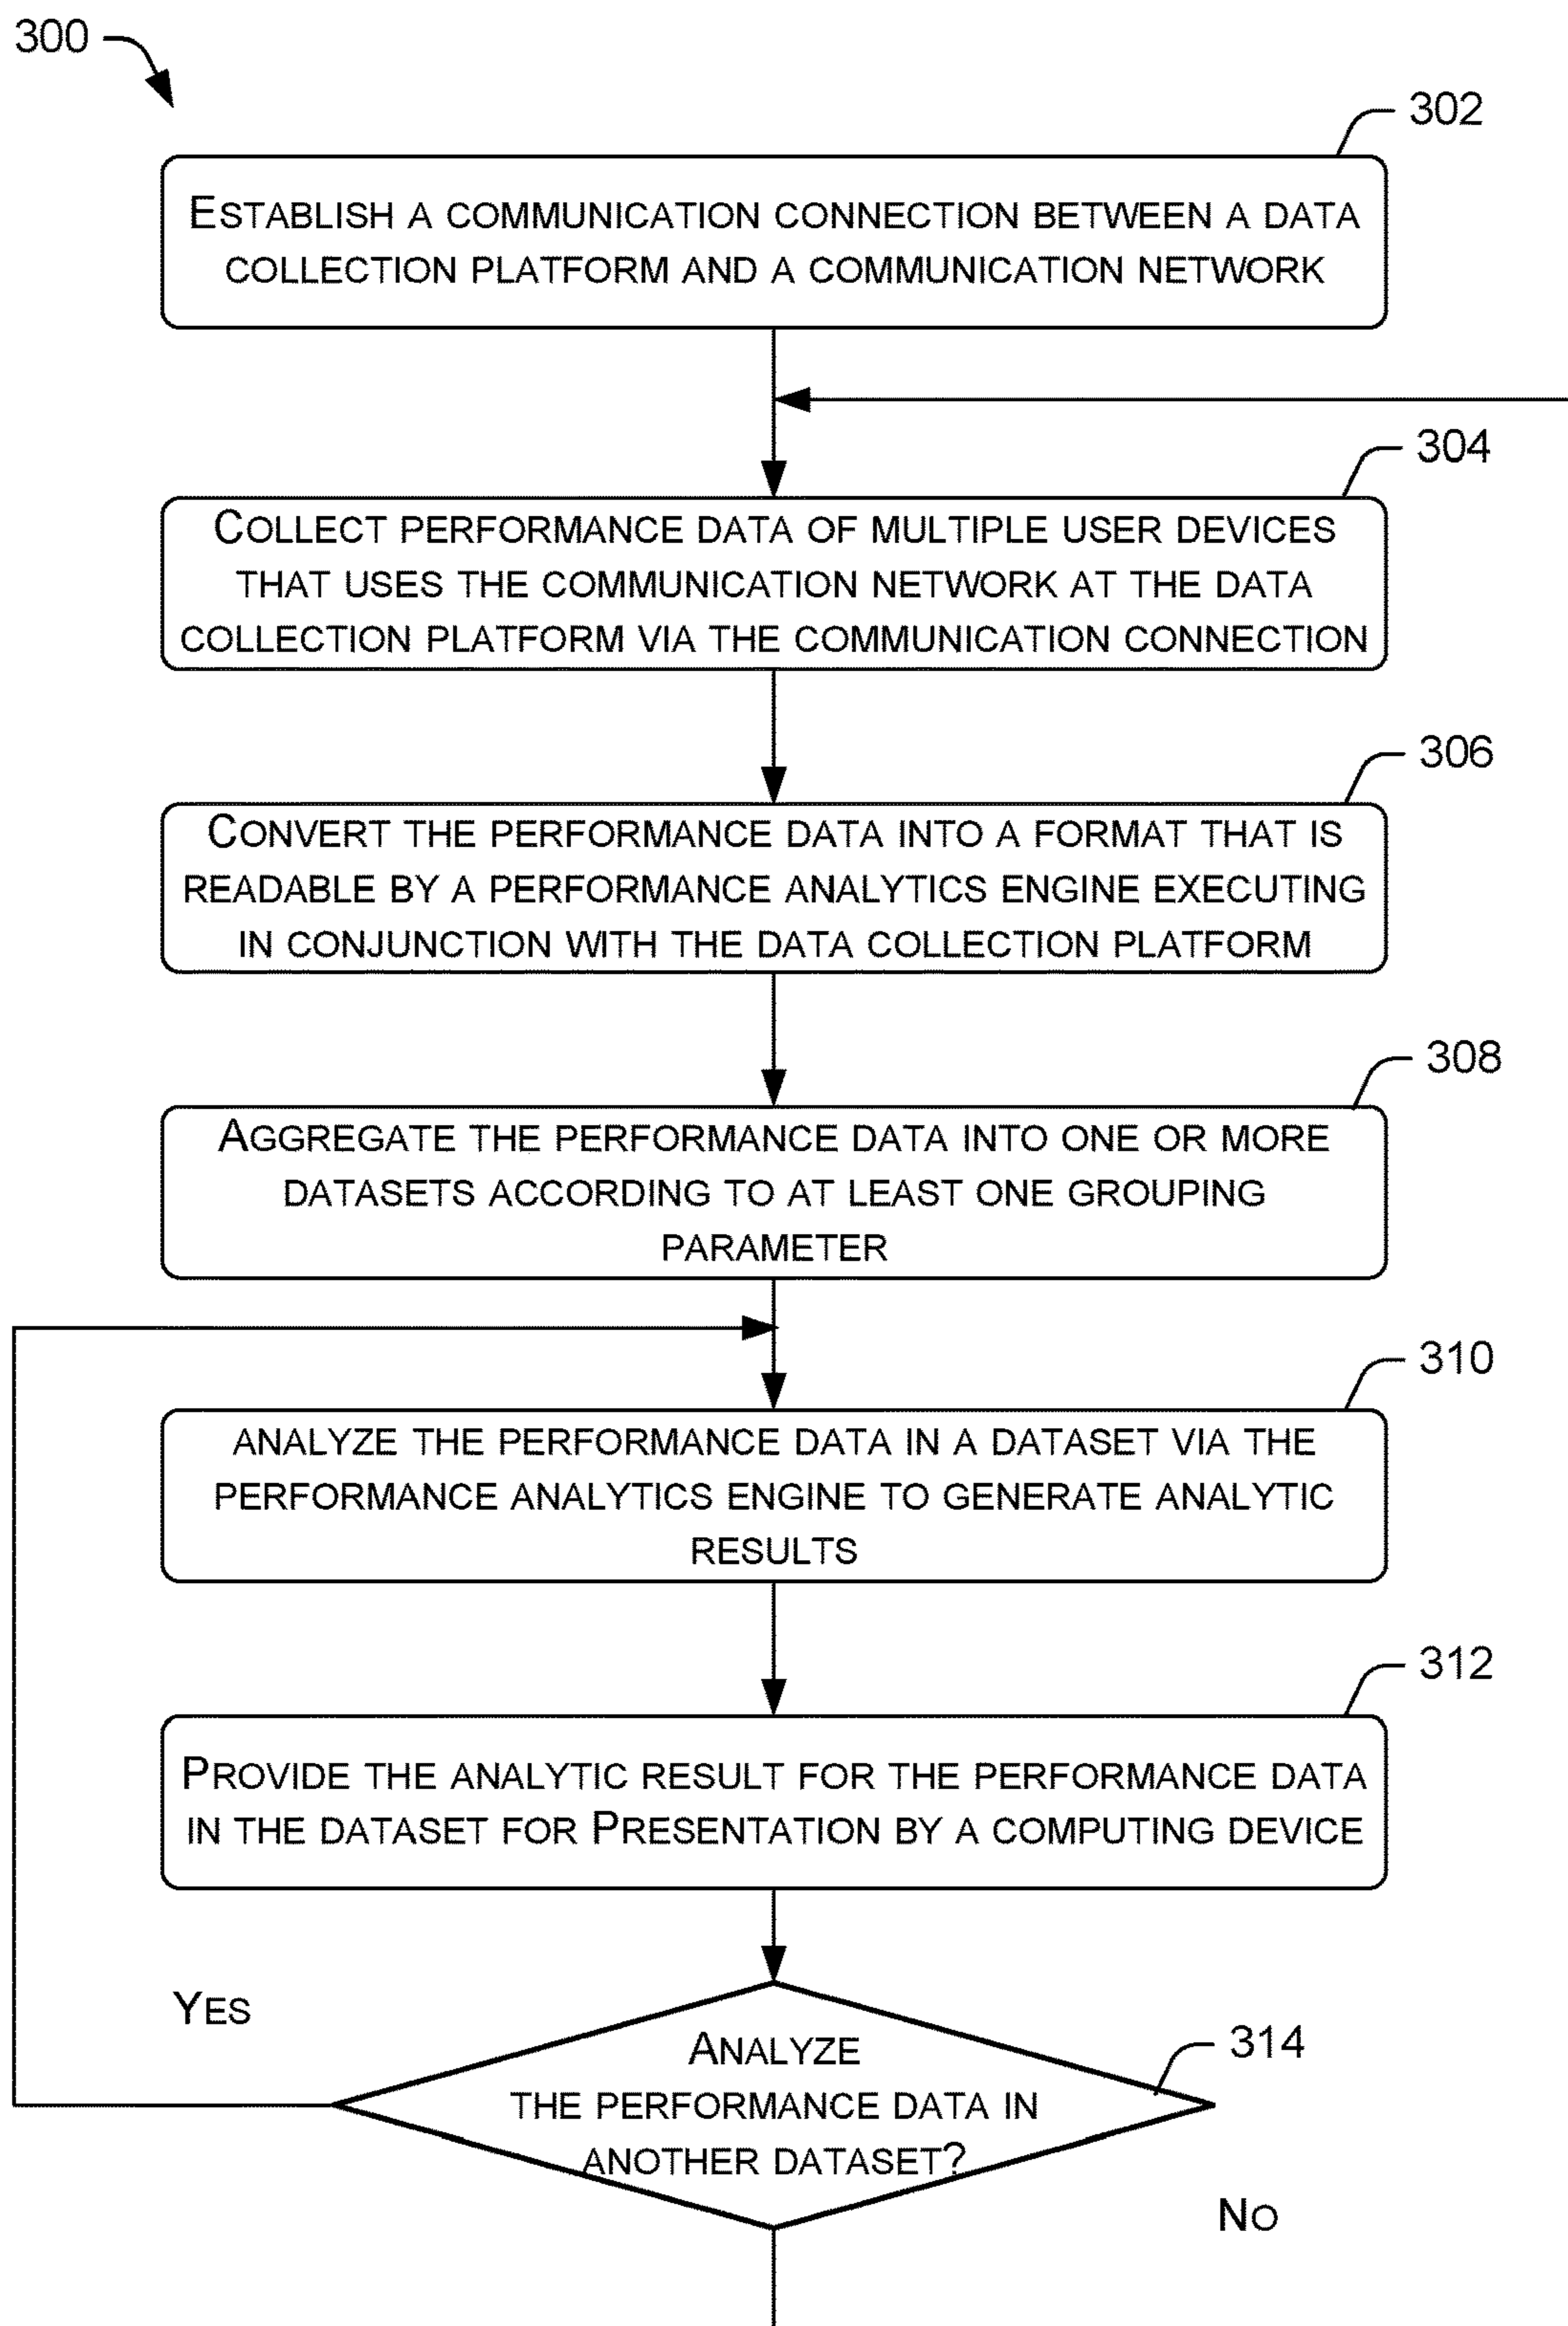 300
302
ESTABLISH A COMMUNICATION CONNECTION BETWEEN A DATA
COLLECTION PLATFORM AND A COMMUNICATION NETWORK
304
COLLECT PERFORMANCE DATA OF MULTIPLE USER DEVICES
THAT USES THE COMMUNICATION NETWORK AT THE DATA
COLLECTION PLATFORM VIA THE COMMUNICATION CONNECTION
306
CONVERT THE PERFORMANCE DATA INTO A FORMAT THAT IS
READABLE BY A PERFORMANCE ANALYTICS ENGINE EXECUTING
IN CONJUNCTION WITH THE DATA COLLECTION PLATFORM
308
AGGREGATE THE PERFORMANCE DATA INTO ONE OR MORE
DATASETS ACCORDING TO AT LEAST ONE GROUPING
PARAMETER
310
ANALYZE THE PERFORMANCE DATA IN A DATASET VIA THE
PERFORMANCE ANALYTICS ENGINE TO GENERATE ANALYTIC
RESULTS
312
PROVIDE THE ANALYTIC RESULT FOR THE PERFORMANCE DATA
IN THE DATASET FOR PRESENTATION BY A COMPUTING DEVICE
YES
314
ANALYZE
THE PERFORMANCE DATA IN
ANOTHER DATASET?
NO